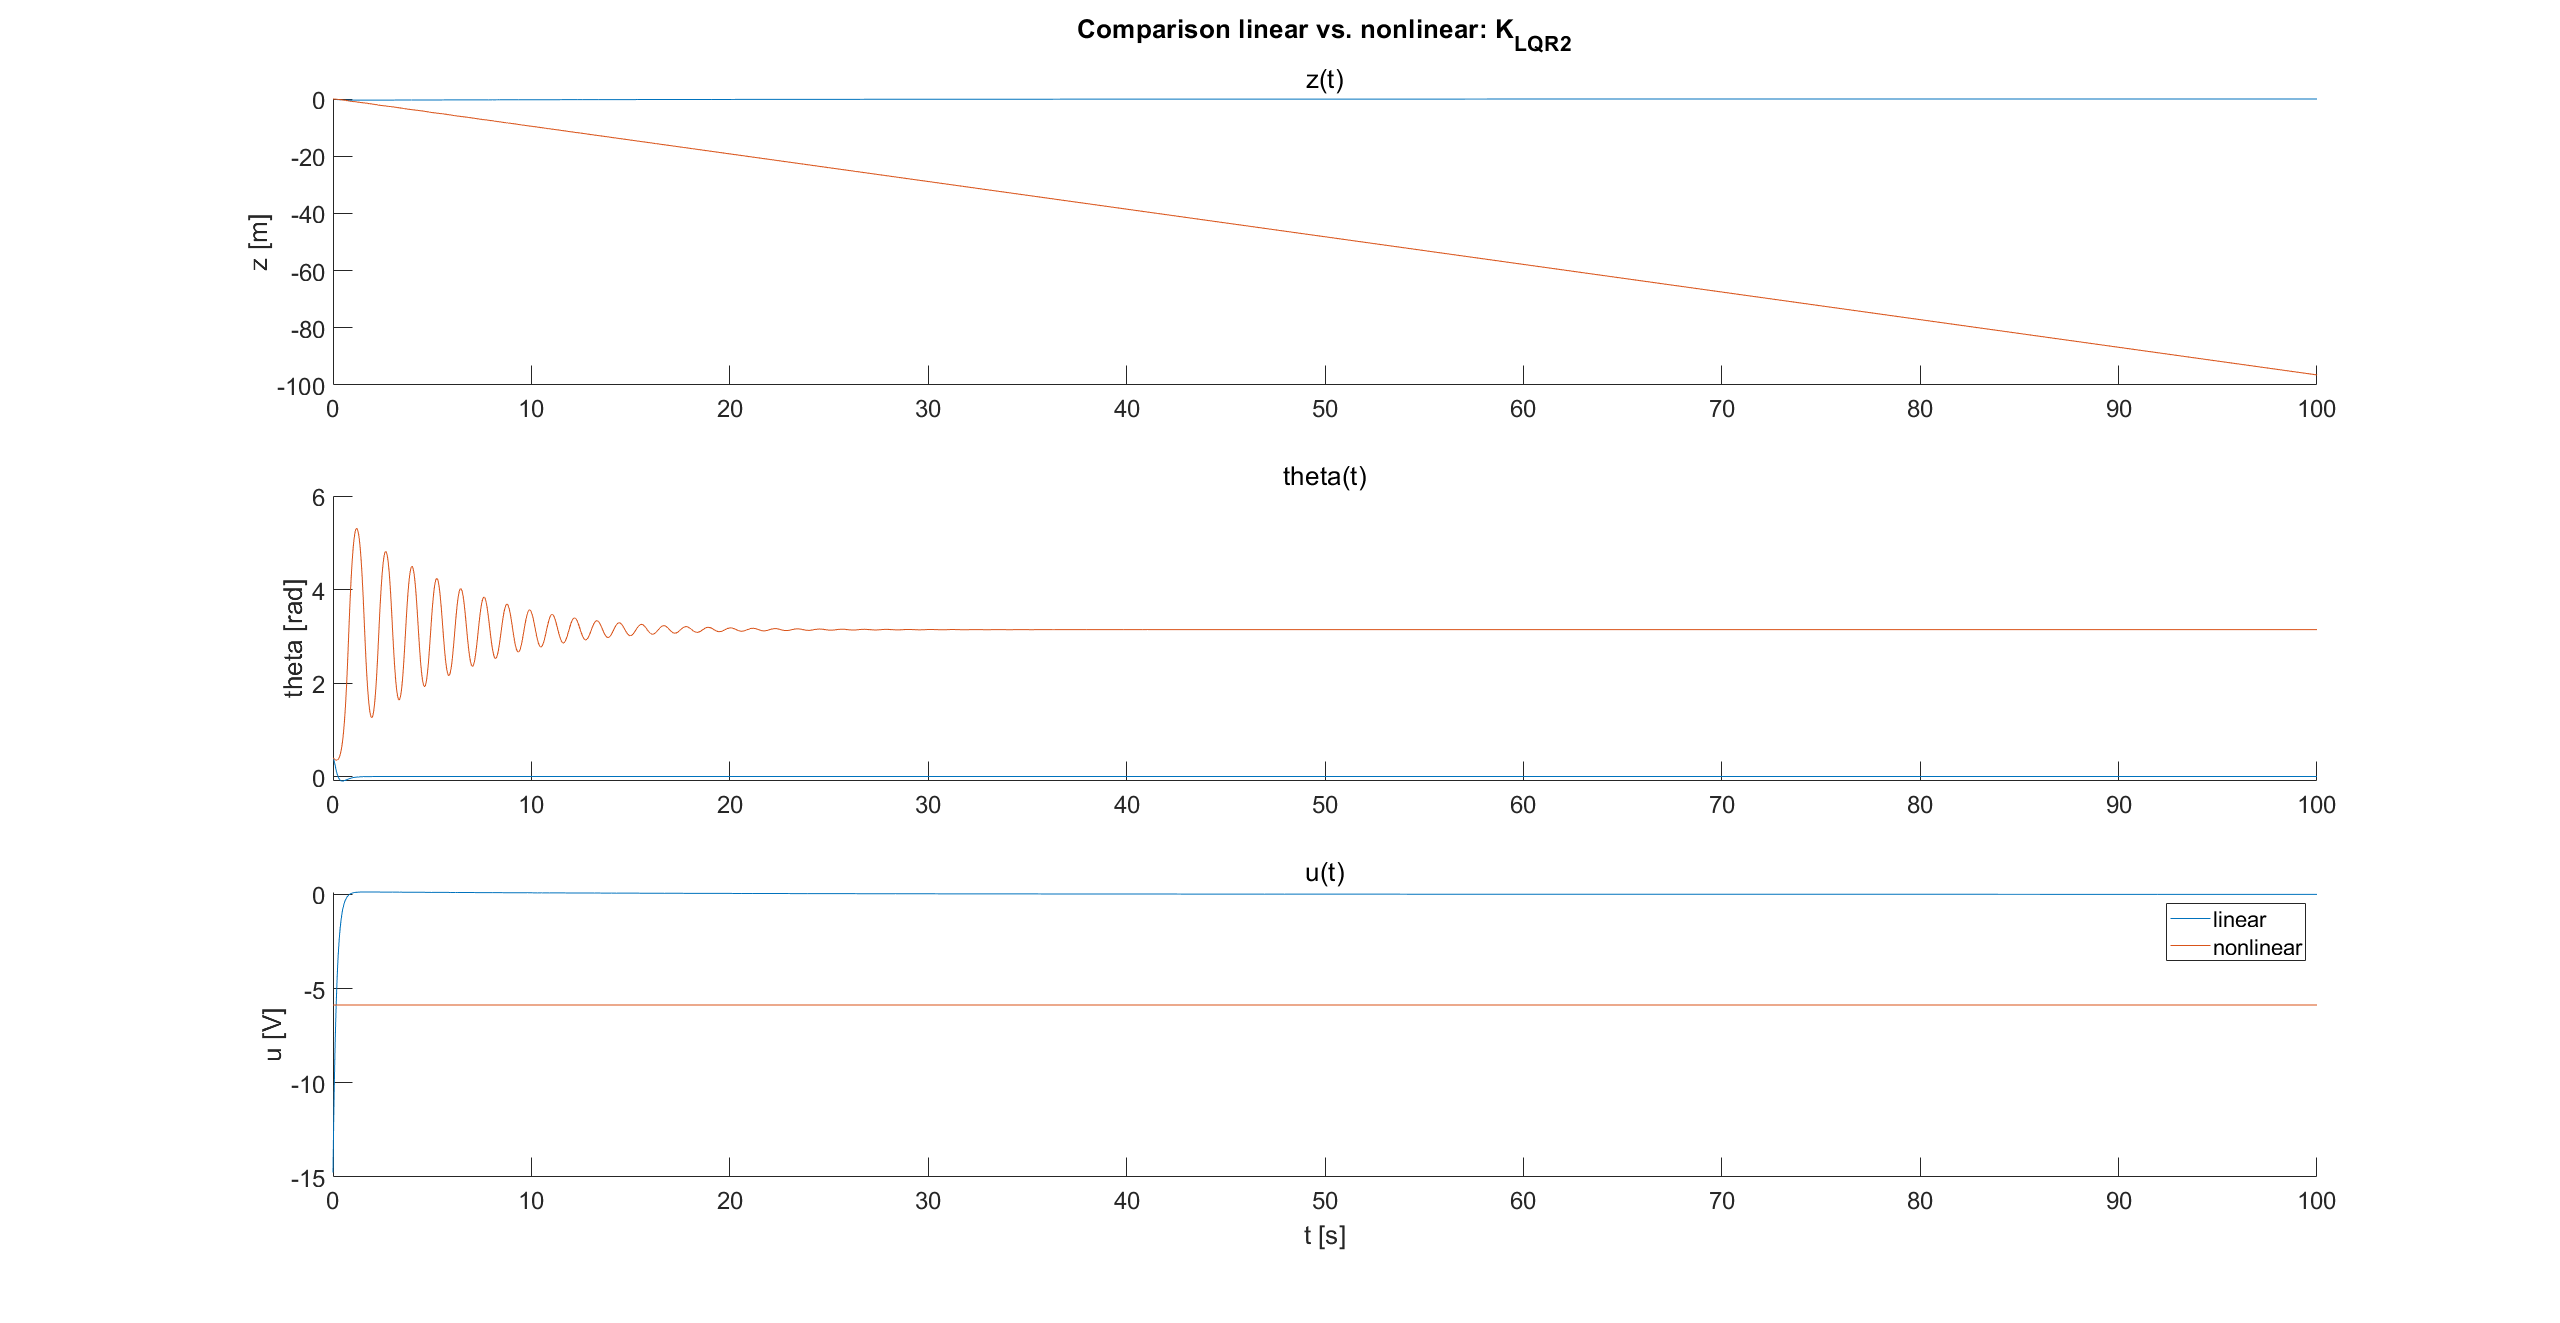 Comparison linear vs. nonlinear: K_LQR2
z(t)
z [m]
0
-20
-40
-60
-80
-100
0 10 20 30 40 50 60 70 80 90 100
theta(t)
theta [rad]
6
4
2
0
0 10 20 30 40 50 60 70 80 90 100
u(t)
u [V]
0
-5
-10
-15
linear
nonlinear
0 10 20 30 40 50 60 70 80 90 100
t [s]